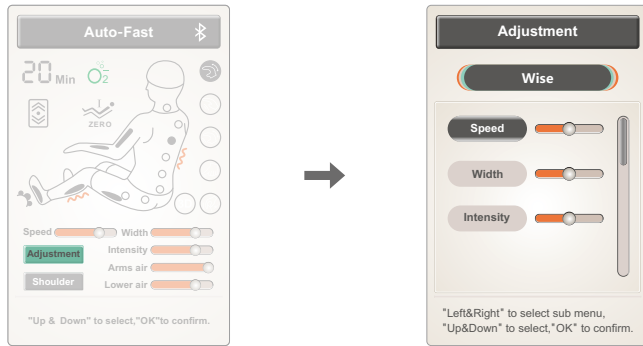 Auto-Fast
20 Min O2
ZERO
Speed Width
Adjustment Intensity
Arms air
Shoulder Lower air
"Up & Down" to select,"OK"to confirm.
Adjustment
Wise
Speed
Width
Intensity
"Left&Right" to select sub menu,
"Up&Down" to select,"OK" to confirm.